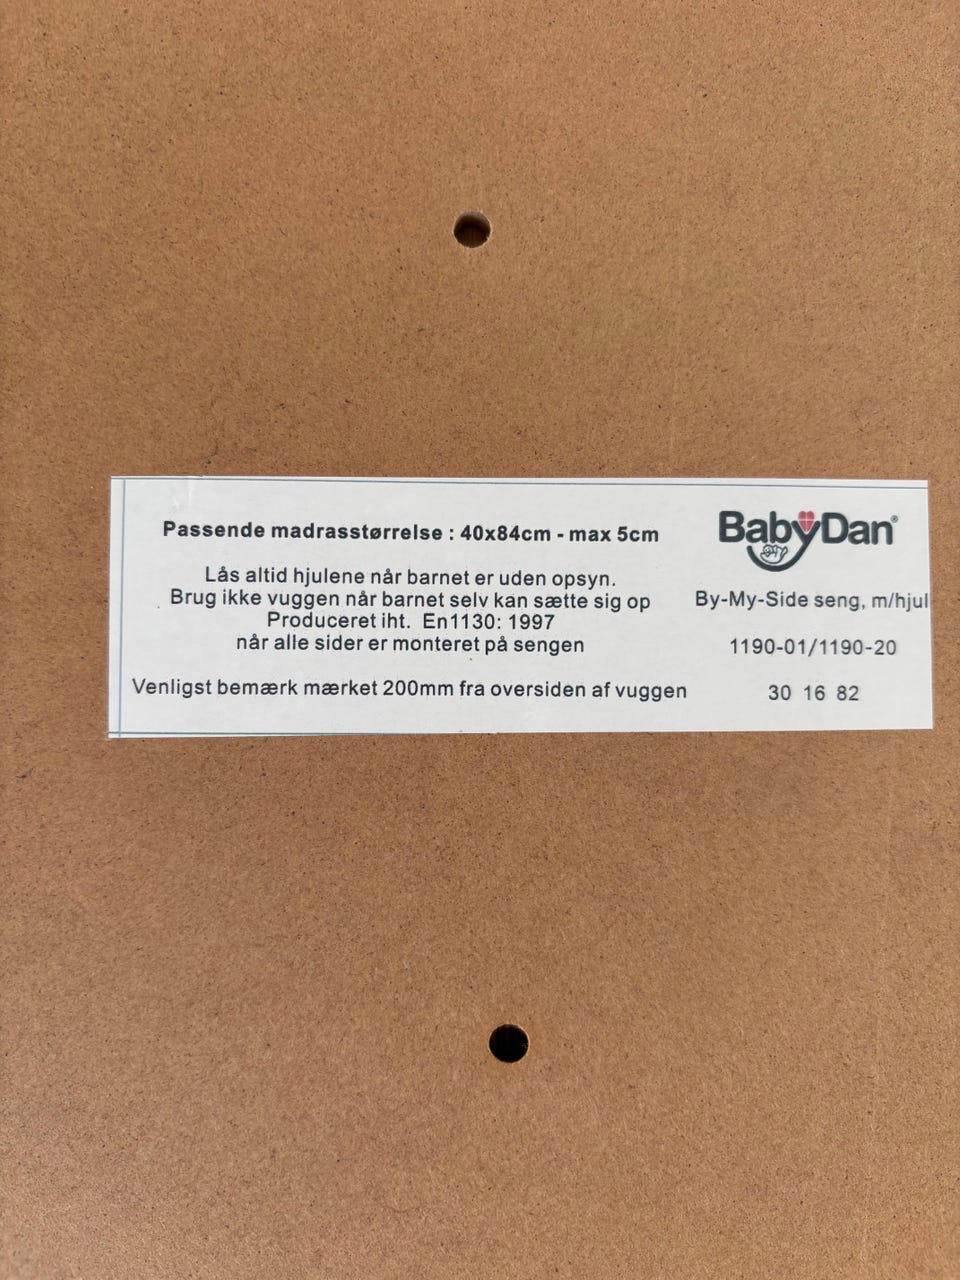 Passende madrasstørrelse : 40x84cm - max 5cm
Lås altid hjulene når barnet er uden opsyn.
Brug ikke vuggen når barnet selv kan sætte sig op
Produceret iht. En1130: 1997
når alle sider er monteret på sengen
Venligst bemærk mærket 200mm fra oversiden af vuggen
BabyDan®
By-My-Side seng, m/hjul
1190-01/1190-20
30 16 82